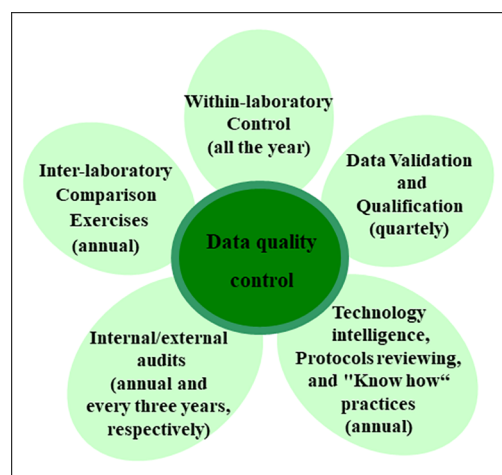 Within-laboratory
Control
(all the year)
Inter-laboratory
Comparison
Exercises
(annual)
Data Validation
and
Qualification
(quartely)
Data quality
control
Internal/external
audits
(annual and
every three years,
respectively)
Technology
intelligence,
Protocols reviewing,
and "Know how“
practices
(annual)